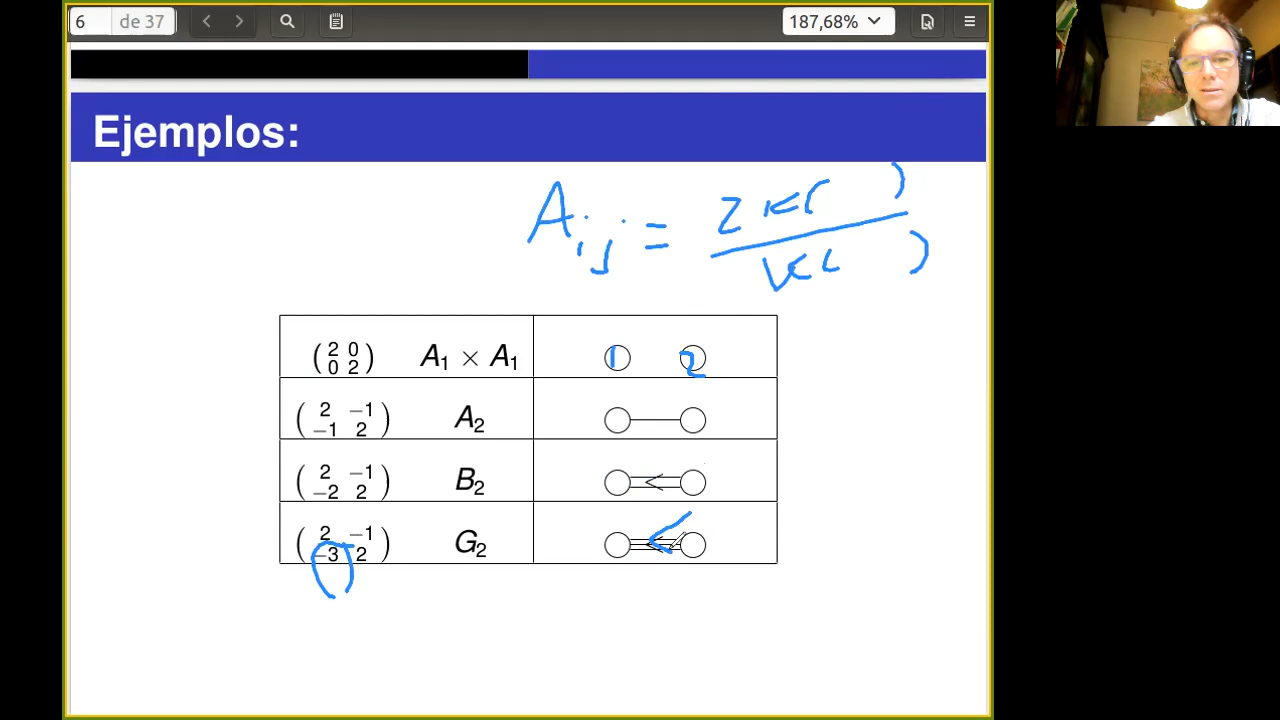 6 de 37 187,68%
Ejemplos:
A_ij = 2 K( ) / K( )
( 2 0 ) A₁ × A₁ 1 2
( 0 2 )
( 2 −1 ) A₂
( −1 2 )
( 2 −1 ) B₂
( −2 2 )
( 2 −1 ) G₂
( −3 2 )